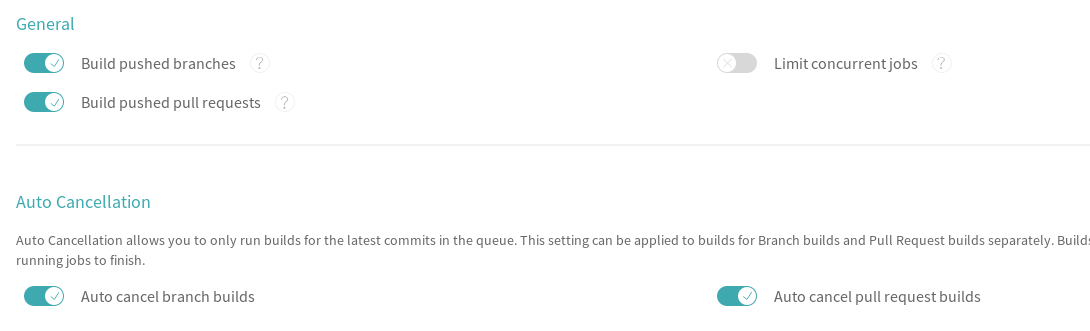 General
Build pushed branches ?
Limit concurrent jobs ?
Build pushed pull requests ?
Auto Cancellation
Auto Cancellation allows you to only run builds for the latest commits in the queue. This setting can be applied to builds for Branch builds and Pull Request builds separately. Builds
running jobs to finish.
Auto cancel branch builds
Auto cancel pull request builds